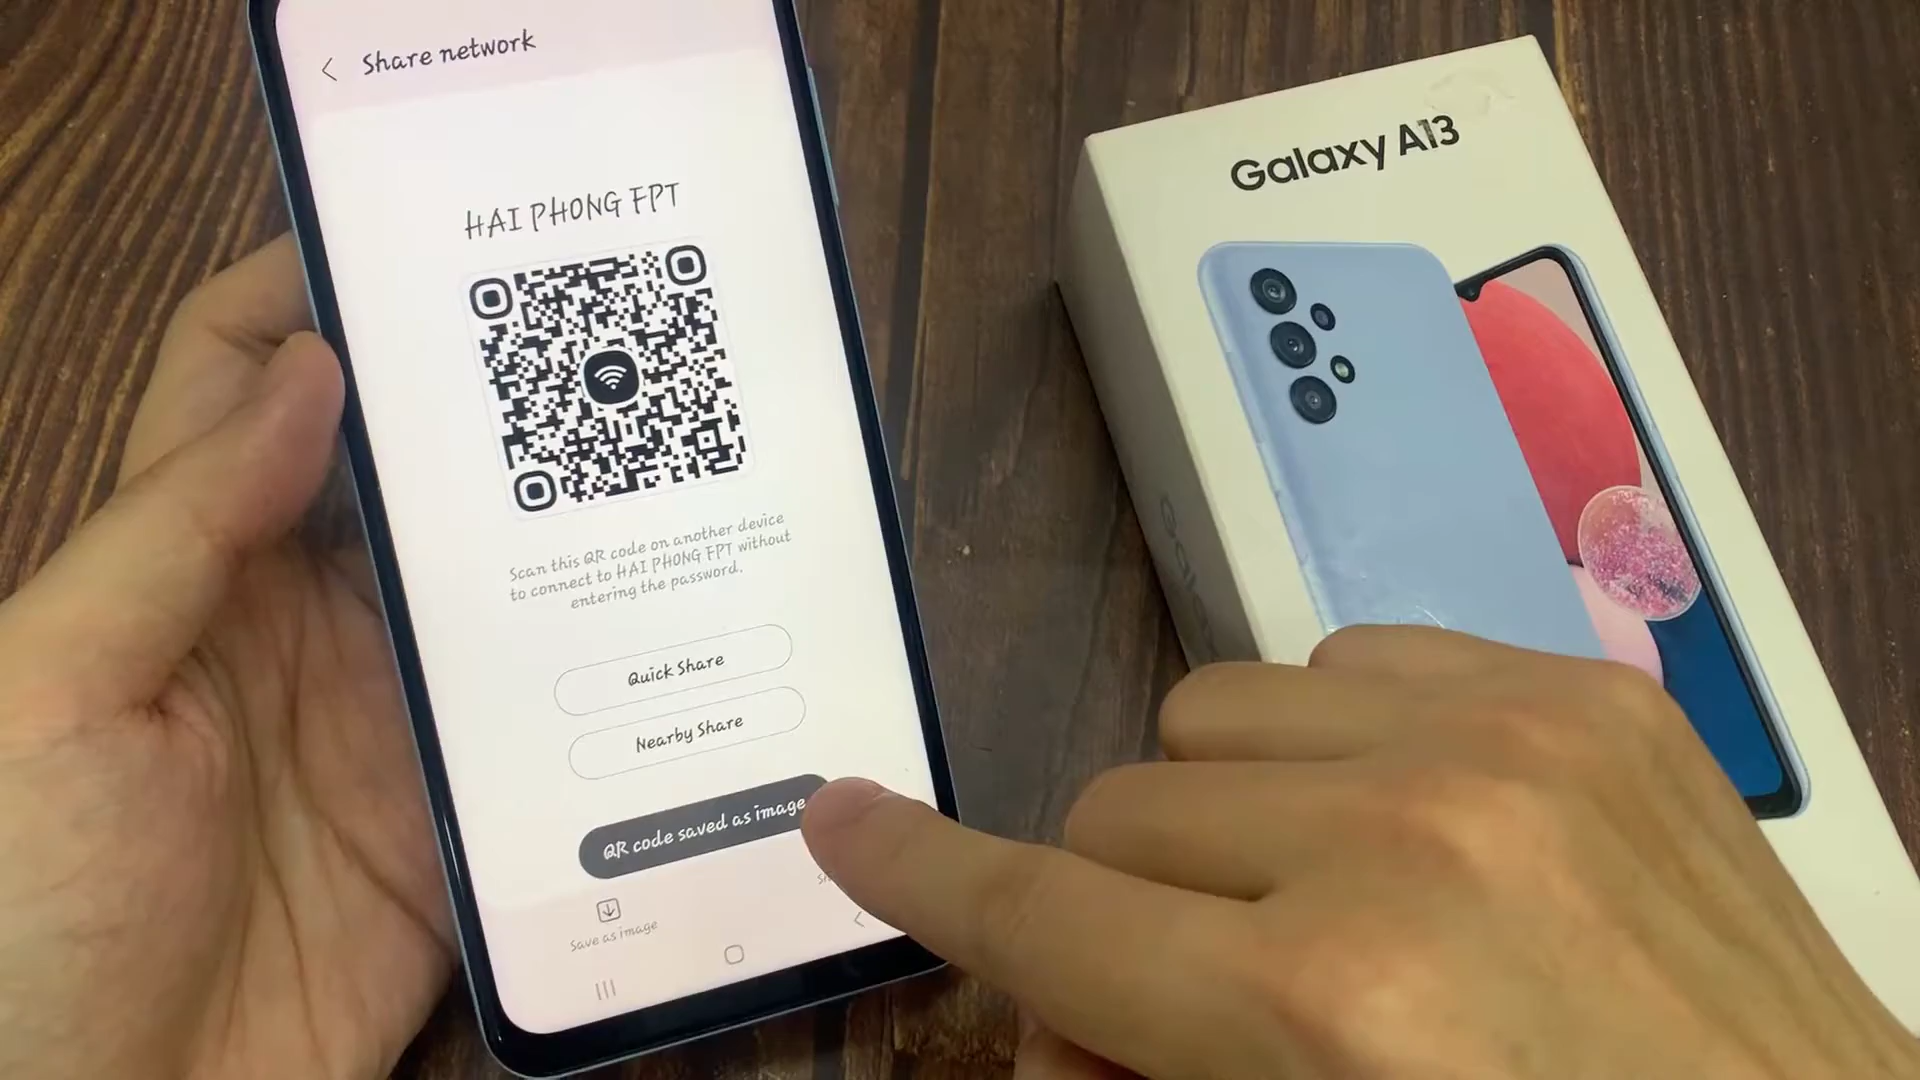 Share network
HAI PHONG FPT
Scan this QR code on another device
to connect to HAI PHONG FPT without
entering the password.
Quick Share
Nearby Share
QR code saved as image
Save as image
Galaxy A13